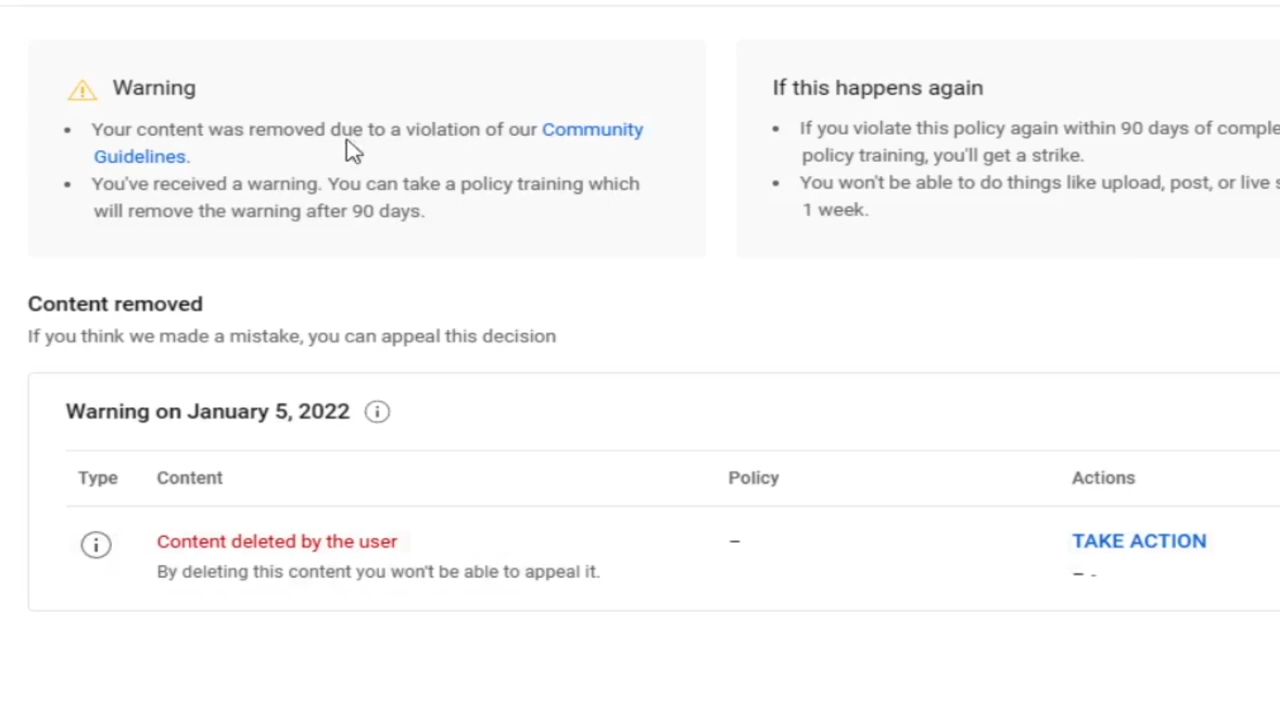 Warning
• Your content was removed due to a violation of our Community
Guidelines.
• You've received a warning. You can take a policy training which
will remove the warning after 90 days.
If this happens again
• If you violate this policy again within 90 days of
policy training, you'll get a strike.
• You won't be able to do things like upload, post, or live
1 week.
Content removed
If you think we made a mistake, you can appeal this decision
Warning on January 5, 2022
Type Content Policy Actions
Content deleted by the user – TAKE ACTION
By deleting this content you won't be able to appeal it. – -